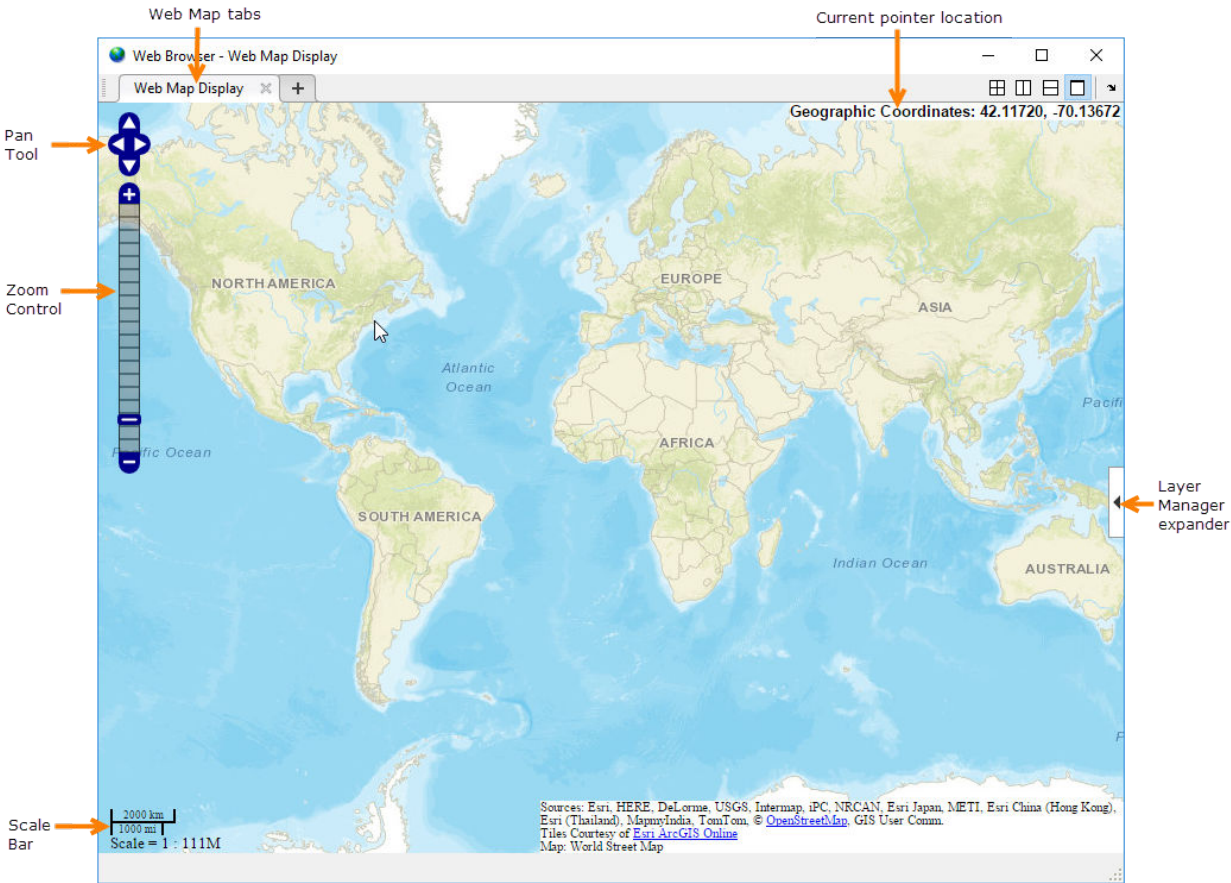 Web Map tabs
Current pointer location
Web Browser - Web Map Display
Web Map Display
Geographic Coordinates: 42.11720, -70.13672
Pan
Tool
Zoom
Control
NORTH AMERICA
EUROPE
ASIA
Atlantic
Ocean
Pacifi
AFRICA
Pacific Ocean
SOUTH AMERICA
Layer
Manager
expander
Indian Ocean
AUSTRALIA
Scale
Bar
2000 km
1000 mi
Scale = 1 : 111M
Sources: Esri, HERE, DeLorme, USGS, Intermap, iPC, NRCAN, Esri Japan, METI, Esri China (Hong Kong),
Esri (Thailand), MapmyIndia, TomTom, © OpenStreetMap, GIS User Comm.
Tiles Courtesy of Esri ArcGIS Online
Map: World Street Map